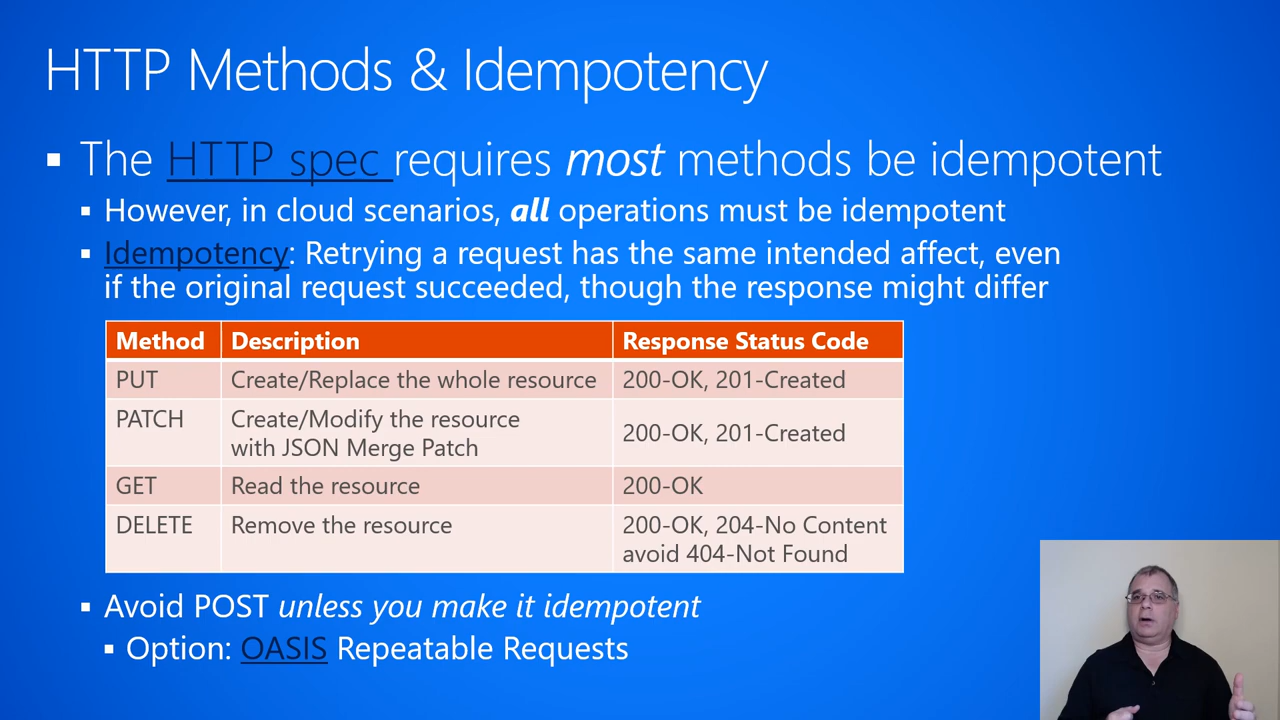 HTTP Methods & Idempotency
The HTTP spec requires most methods be idempotent
However, in cloud scenarios, all operations must be idempotent
Idempotency: Retrying a request has the same intended affect, even
if the original request succeeded, though the response might differ
Method Description Response Status Code
PUT Create/Replace the whole resource 200-OK, 201-Created
PATCH Create/Modify the resource
with JSON Merge Patch 200-OK, 201-Created
GET Read the resource 200-OK
DELETE Remove the resource 200-OK, 204-No Content
avoid 404-Not Found
Avoid POST unless you make it idempotent
Option: OASIS Repeatable Requests